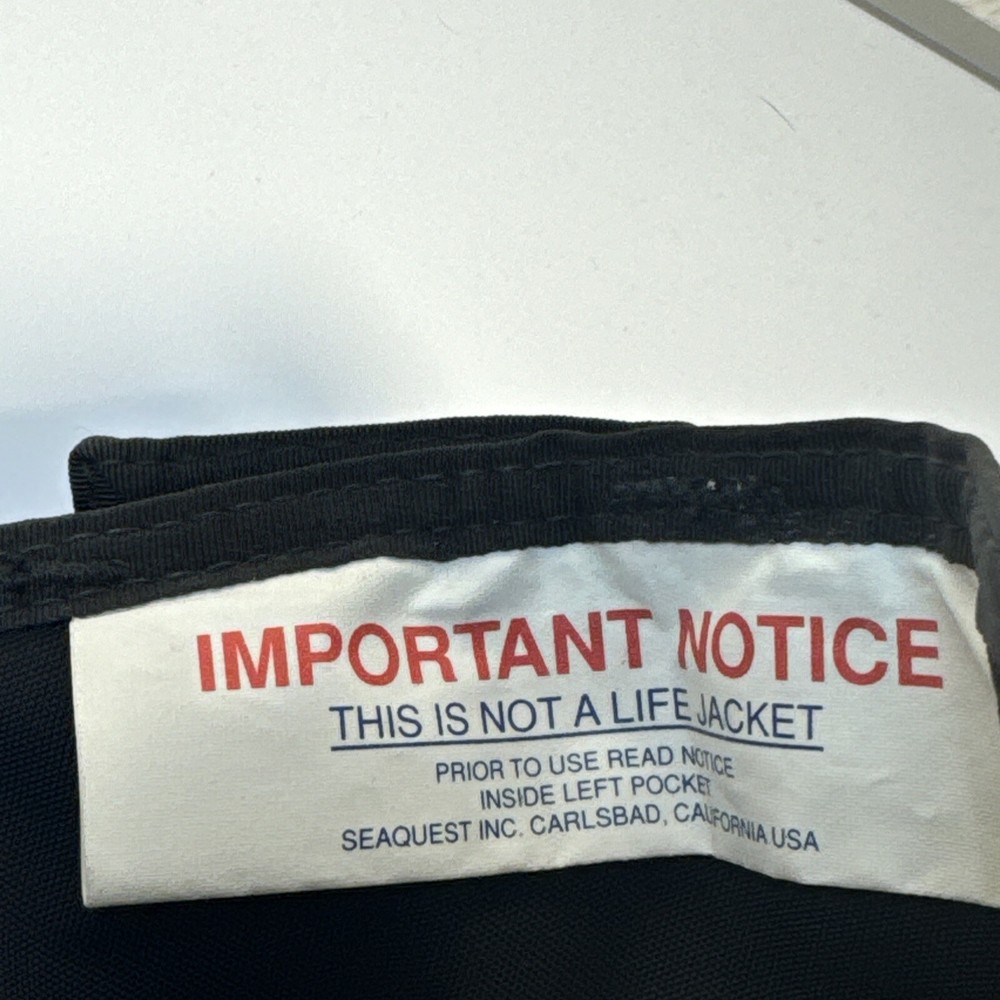 IMPORTANT NOTICE
THIS IS NOT A LIFE JACKET
PRIOR TO USE READ NOTICE
INSIDE LEFT POCKET
SEAQUEST INC. CARLSBAD, CALIFORNIA USA